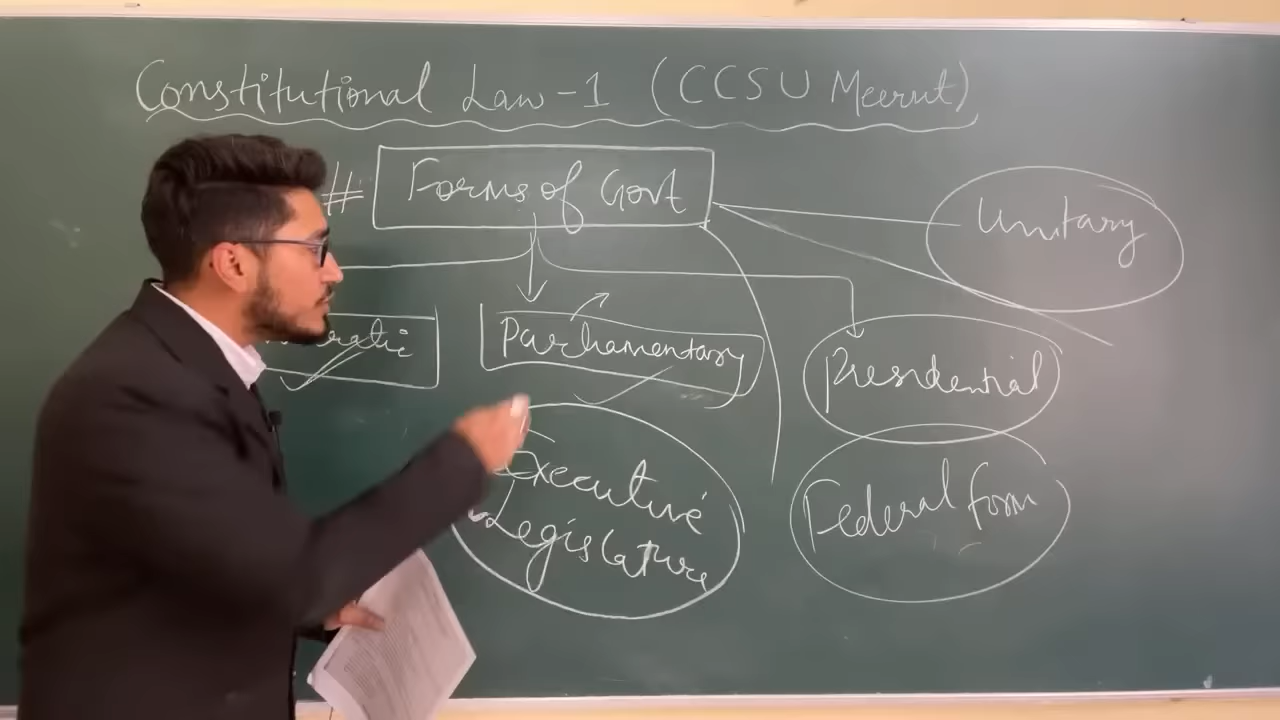 Constitutional Law-1 (CCSU Meerut)
# Forms of Govt
Unitary
Parliamentary
Presidential
Executive
Legislature
Federal form